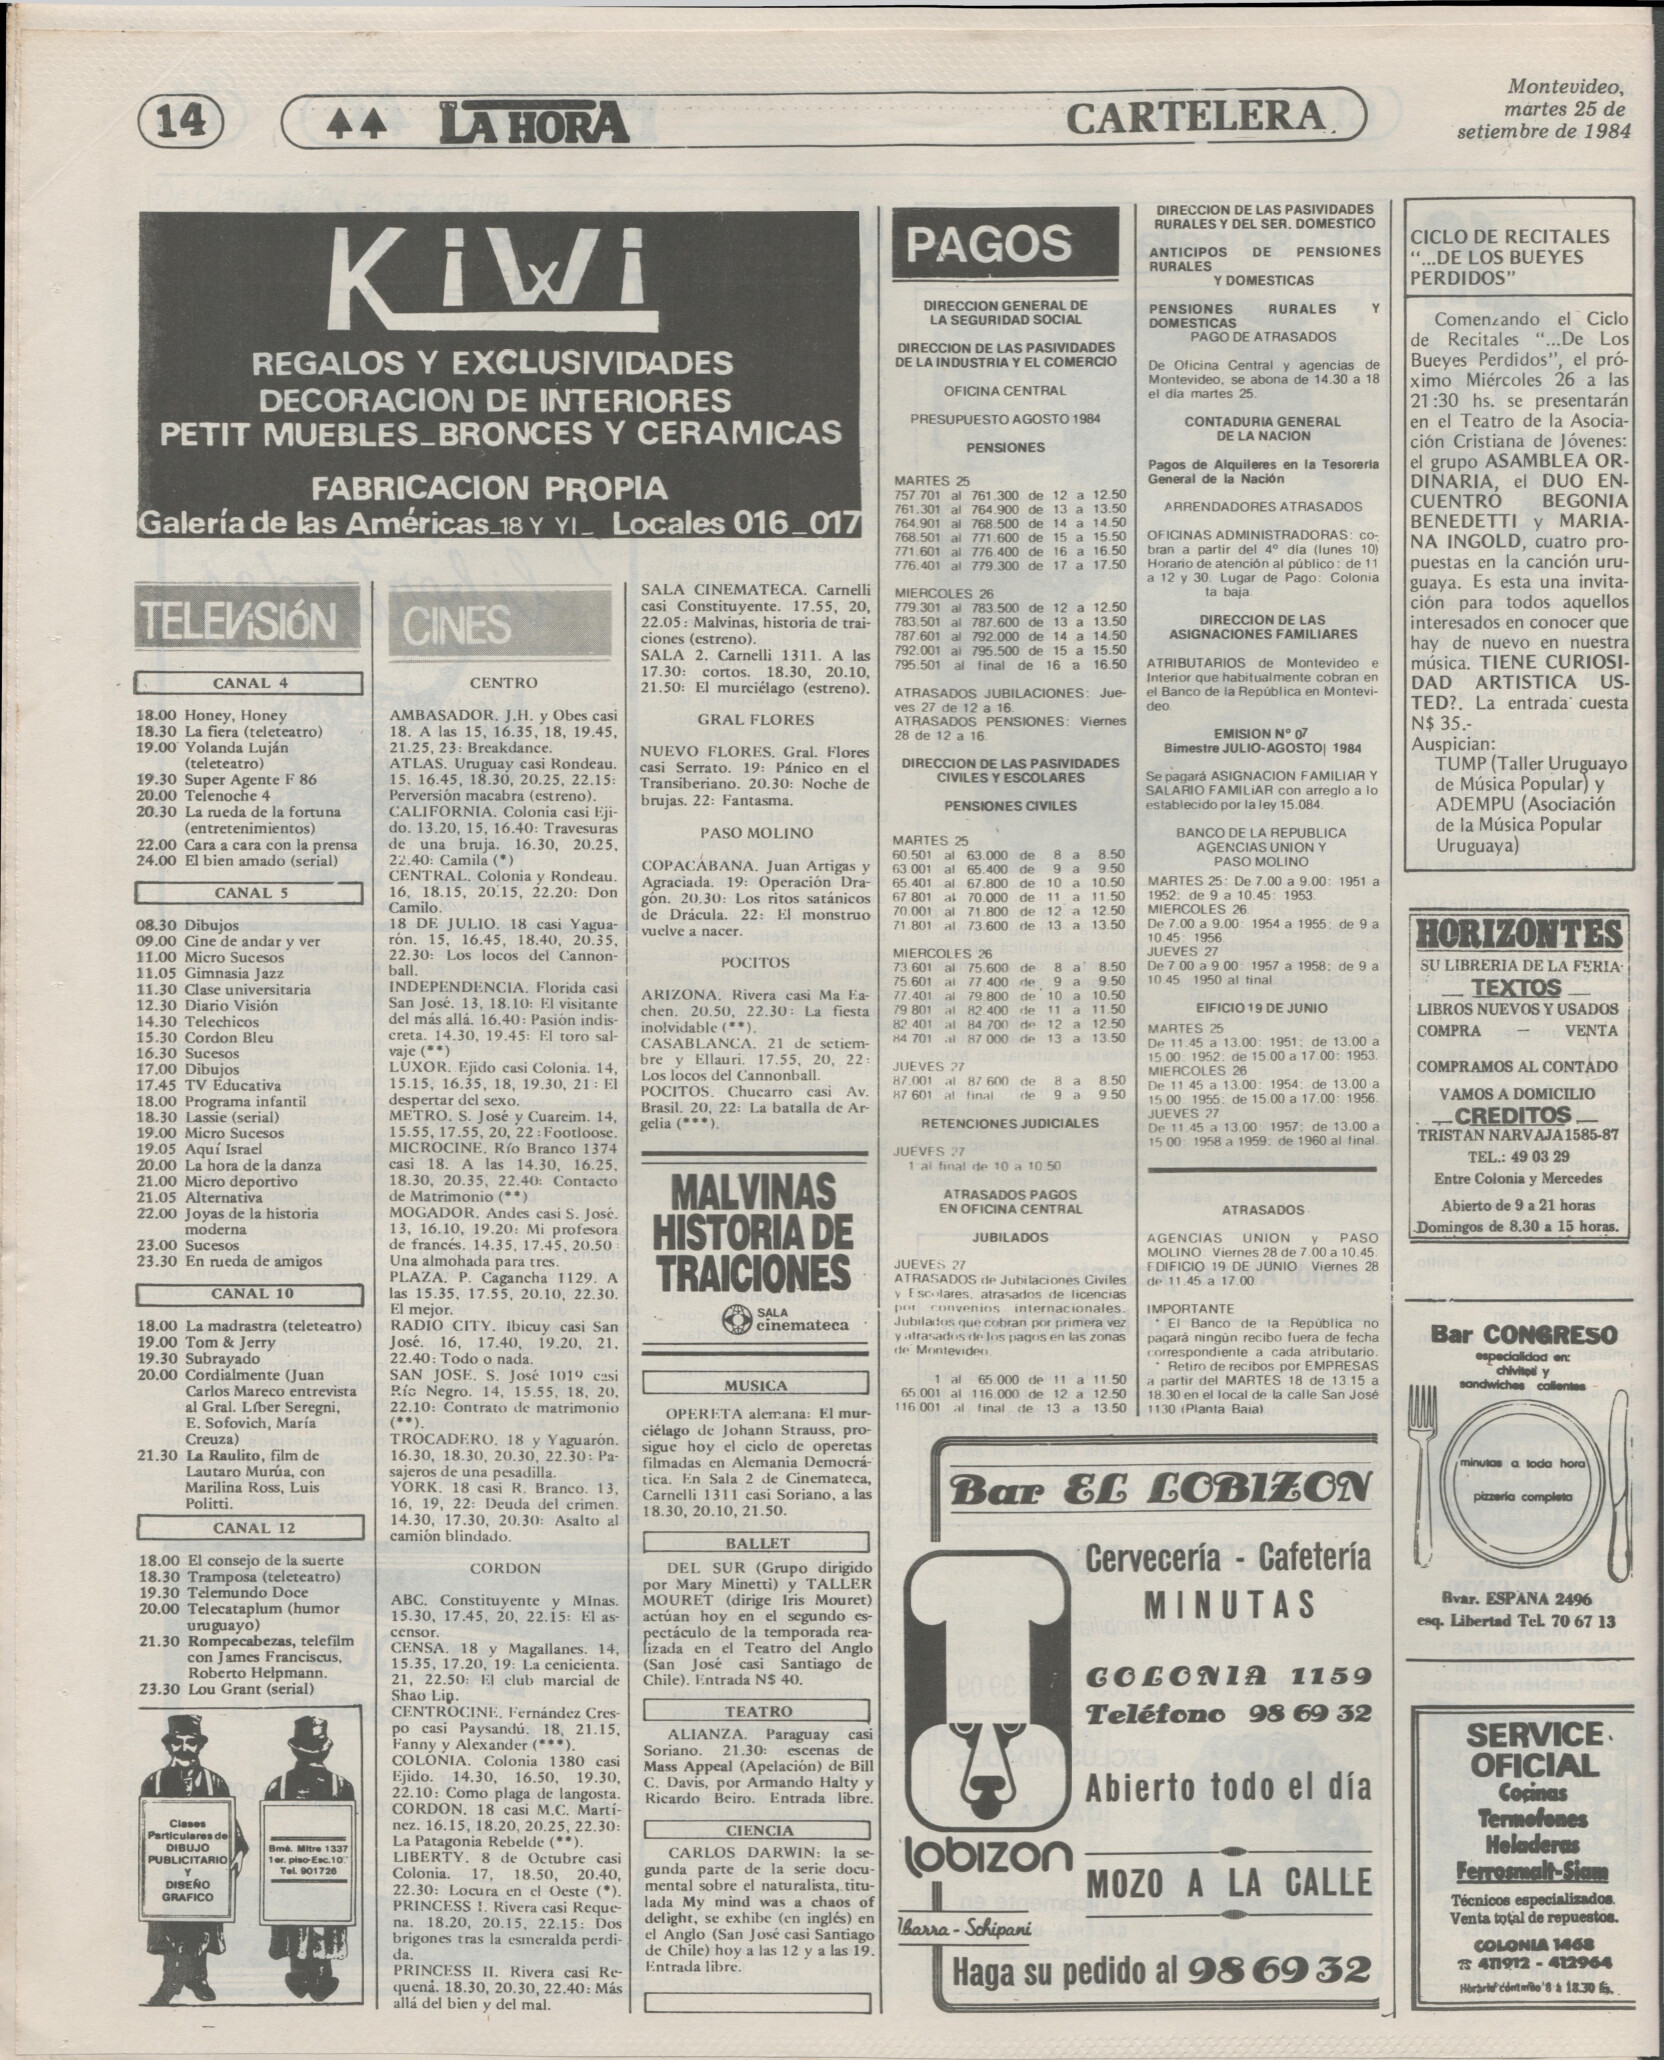 14
LA HORA
CARTELERA
Montevideo,
martes 25 de
setiembre de 1984
KiWi
REGALOS Y EXCLUSIVIDADES
DECORACION DE INTERIORES
PETIT MUEBLES_BRONCES Y CERAMICAS
FABRICACION PROPIA
Galería de las Américas_18 Y YI_ Locales 016_017
TELEViSIÓN
CANAL 4
18.00 Honey, Honey
18.30 La fiera (teleteatro)
19.00 Yolanda Luján
(teleteatro)
19.30 Super Agente F 86
20.00 Telenoche 4
20.30 La rueda de la fortuna
(entretenimientos)
22.00 Cara a cara con la prensa
24.00 El bien amado (serial)
CANAL 5
08.30 Dibujos
09.00 Cine de andar y ver
11.00 Micro Sucesos
11.05 Gimnasia Jazz
11.30 Clase universitaria
12.30 Diario Visión
14.30 Telechicos
15.30 Cordon Bleu
16.30 Sucesos
17.00 Dibujos
17.45 TV Educativa
18.00 Programa infantil
18.30 Lassie (serial)
19.00 Micro Sucesos
19.05 Aquí Israel
20.00 La hora de la danza
21.00 Micro deportivo
21.05 Alternativa
22.00 Joyas de la historia
moderna
23.00 Sucesos
23.30 En rueda de amigos
CANAL 10
18.00 La madrastra (teleteatro)
19.00 Tom & Jerry
19.30 Subrayado
20.00 Cordialmente (Juan
Carlos Mareco entrevista
al Gral. Líber Seregni,
E. Sofovich, María
Creuza)
21.30 La Raulito, film de
Lautaro Murúa, con
Marilina Ross, Luis
Politti.
CANAL 12
18.00 El consejo de la suerte
18.30 Tramposa (teleteatro)
19.30 Telemundo Doce
20.00 Telecataplum (humor
uruguayo)
21.30 Rompecabezas, telefilm
con James Franciscus,
Roberto Helpmann.
23.30 Lou Grant (serial)
Clases
Particulares de
DIBUJO
PUBLICITARIO
Y
DISEÑO
GRAFICO
Bmé. Mitre 1337
1er. piso-Esc.10
Tel. 901726
CINES
CENTRO
AMBASADOR. J.H. y Obes casi
18. A las 15, 16.35, 18, 19.45,
21.25, 23: Breakdance.
ATLAS. Uruguay casi Rondeau.
15, 16.45, 18.30, 20.25, 22.15:
Perversión macabra (estreno).
CALIFORNIA. Colonia casi Eji-
do. 13.20, 15, 16.40: Travesuras
de una bruja. 16.30, 20.25,
22.40: Camila (*)
CENTRAL. Colonia y Rondeau.
16, 18.15, 20.15, 22.20: Don
Camilo.
18 DE JULIO. 18 casi Yagua-
rón. 15, 16.45, 18.40, 20.35,
22.30: Los locos del Cannon-
ball.
INDEPENDENCIA. Florida casi
San José. 13, 18.10: El visitante
del más allá. 16.40: Pasión indis-
creta. 14.30, 19.45: El toro sal-
vaje (**)
LUXOR. Ejido casi Colonia. 14,
15.15, 16.35, 18, 19.30, 21: El
despertar del sexo.
METRO. S. José y Cuareim. 14,
15.55, 17.55, 20, 22: Footloose.
MICROCINE. Río Branco 1374
casi 18. A las 14.30, 16.25,
18.30, 20.35, 22.40: Contacto
de Matrimonio (**)
MOGADOR. Andes casi S. José.
13, 16.10, 19.20: Mi profesora
de francés. 14.35, 17.45, 20.50:
Una almohada para tres.
PLAZA. P. Cagancha 1129. A
las 15.35, 17.55, 20.10, 22.30.
El mejor.
RADIO CITY. Ibicuy casi San
José. 16, 17.40, 19.20, 21,
22.40: Todo o nada.
SAN JOSE. S. José 1019 casi
Río Negro. 14, 15.55, 18, 20,
22.10: Contrato de matrimonio
(**).
TROCADERO. 18 y Yaguarón.
16.30, 18.30, 20.30, 22.30: Pa-
sajeros de una pesadilla.
YORK. 18 casi R. Branco. 13,
16, 19, 22: Deuda del crimen.
14.30, 17.30, 20.30: Asalto al
camión blindado.
CORDON
ABC. Constituyente y MInas.
15.30, 17.45, 20, 22.15: El as-
censor.
CENSA. 18 y Magallanes. 14,
15.35, 17.20, 19: La cenicienta.
21, 22.50: El club marcial de
Shao Lin.
CENTROCINE. Fernández Cres-
po casi Paysandú. 18, 21.15,
Fanny y Alexander (***).
COLONIA. Colonia 1380 casi
Ejido. 14.30, 16.50, 19.30,
22.10: Como plaga de langosta.
CORDON. 18 casi M.C. Martí-
nez. 16.15, 18.20, 20.25, 22.30:
La Patagonia Rebelde (**).
LIBERTY. 8 de Octubre casi
Colonia. 17, 18.50, 20.40,
22.30: Locura en el Oeste (*).
PRINCESS I. Rivera casi Reque-
na. 18.20, 20.15, 22.15: Dos
brigones tras la esmeralda perdi-
da.
PRINCESS II. Rivera casi Re-
quená. 18.30, 20.30, 22.40: Más
allá del bien y del mal.
SALA CINEMATECA. Carnelli
casi Constituyente. 17.55, 20,
22.05: Malvinas, historia de trai-
ciones (estreno).
SALA 2. Carnelli 1311. A las
17.30: cortos. 18.30, 20.10,
21.50: El murciélago (estreno).
GRAL FLORES
NUEVO FLORES. Gral. Flores
casi Serrato. 19: Pánico en el
Transiberiano. 20.30: Noche de
brujas. 22: Fantasma.
PASO MOLINO
COPACABANA. Juan Artigas y
Agraciada. 19: Operación Dra-
gón. 20.30: Los ritos satánicos
de Drácula. 22: El monstruo
vuelve a nacer.
POCITOS
ARIZONA. Rivera casi Ma Ea-
chen. 20.50, 22.30: La fiesta
inolvidable (**).
CASABLANCA. 21 de setiem-
bre y Ellauri. 17.55, 20, 22:
Los locos del Cannonball.
POCITOS. Chucarro casi Av.
Brasil. 20, 22: La batalla de Ar-
gelia (***).
MALVINAS
HISTORIA DE
TRAICIONES
SALA
cinemateca
MUSICA
OPERETA alemana: El mur-
ciélago de Johann Strauss, pro-
sigue hoy el ciclo de operetas
filmadas en Alemania Democrá-
tica. En Sala 2 de Cinemateca,
Carnelli 1311 casi Soriano, a las
18.30, 20.10, 21.50.
BALLET
DEL SUR (Grupo dirigido
por Mary Minetti) y TALLER
MOURET (dirige Iris Mouret)
actúan hoy en el segundo es-
pectáculo de la temporada rea-
lizada en el Teatro del Anglo
(San José casi Santiago de
Chile). Entrada N$ 40.
TEATRO
ALIANZA. Paraguay casi
Soriano. 21.30: escenas de
Mass Appeal (Apelación) de Bill
C. Davis, por Armando Halty y
Ricardo Beiro. Entrada libre.
CIENCIA
CARLOS DARWIN: la se-
gunda parte de la serie docu-
mental sobre el naturalista, titu-
lada My mind was a chaos of
delight, se exhibe (en inglés) en
el Anglo (San José casi Santiago
de Chile) hoy a las 12 y a las 19.
Entrada libre.
PAGOS
DIRECCION GENERAL DE
LA SEGURIDAD SOCIAL
DIRECCION DE LAS PASIVIDADES
DE LA INDUSTRIA Y EL COMERCIO
OFICINA CENTRAL
PRESUPUESTO AGOSTO 1984
PENSIONES
MARTES 25
757.701 al 761.300 de 12 a 12.50
761.301 al 764.900 de 13 a 13.50
764.901 al 768.500 de 14 a 14.50
768.501 al 771.600 de 15 a 15.50
771.601 al 776.400 de 16 a 16.50
776.401 al 779.300 de 17 a 17.50
MIERCOLES 26
779.301 al 783.500 de 12 a 12.50
783.501 al 787.600 de 13 a 13.50
787.601 al 792.000 de 14 a 14.50
792.001 al 795.500 de 15 a 15.50
795.501 al final de 16 a 16.50
ATRASADOS JUBILACIONES: Jue-
ves 27 de 12 a 16.
ATRASADOS PENSIONES: Viernes
28 de 12 a 16.
DIRECCION DE LAS PASIVIDADES
CIVILES Y ESCOLARES
PENSIONES CIVILES
MARTES 25
60.501 al 63.000 de 8 a 8.50
63.001 al 65.400 de 9 a 9.50
65.401 al 67.800 de 10 a 10.50
67.801 al 70.000 de 11 a 11.50
70.001 al 71.800 de 12 a 12.50
71.801 al 73.600 de 13 a 13.50
MIERCOLES 26
73.601 al 75.600 de 8 a 8.50
75.601 al 77.400 de 9 a 9.50
77.401 al 79.800 de 10 a 10.50
79.801 al 82.400 de 11 a 11.50
82.401 al 84.700 de 12 a 12.50
84.701 al 87.000 de 13 a 13.50
JUEVES 27
87.001 al 87.600 de 8 a 8.50
87.601 al final de 9 a 9.50
RETENCIONES JUDICIALES
JUEVES 27
1 al final de 10 a 10.50
ATRASADOS PAGOS
EN OFICINA CENTRAL
JUBILADOS
JUEVES 27
ATRASADOS de Jubilaciones Civiles
y Escolares, atrasados de licencias
por convenios internacionales.
Jubilados que cobran por primera vez
y atrasados de los pagos en las zonas
de Montevideo.
1 al 65.000 de 11 a 11.50
65.001 al 116.000 de 12 a 12.50
116.001 al final de 13 a 13.50
DIRECCION DE LAS PASIVIDADES
RURALES Y DEL SER. DOMESTICO
ANTICIPOS DE PENSIONES
RURALES
Y DOMESTICAS
PENSIONES RURALES Y
DOMESTICAS
PAGO DE ATRASADOS
De Oficina Central y agencias de
Montevideo, se abona de 14.30 a 18
el día martes 25.
CONTADURIA GENERAL
DE LA NACION
Pagos de Alquileres en la Tesorería
General de la Nación
ARRENDADORES ATRASADOS
OFICINAS ADMINISTRADORAS: co-
bran a partir del 4º día (lunes 10)
Horario de atención al público: de 11
a 12 y 30. Lugar de Pago: Colonia
ta baja.
DIRECCION DE LAS
ASIGNACIONES FAMILIARES
ATRIBUTARIOS de Montevideo e
Interior que habitualmente cobran en
el Banco de la República en Montevi-
deo.
EMISION Nº 07
Bimestre JULIO-AGOSTO| 1984
Se pagará ASIGNACION FAMILIAR Y
SALARIO FAMILIAR con arreglo a lo
establecido por la ley 15.084.
BANCO DE LA REPUBLICA
AGENCIAS UNION Y
PASO MOLINO
MARTES 25: De 7.00 a 9.00: 1951 a
1952: de 9 a 10.45: 1953.
MIERCOLES 26
De 7.00 a 9.00: 1954 a 1955: de 9 a
10.45: 1956
JUEVES 27
De 7.00 a 9.00: 1957 a 1958: de 9 a
10.45 1950 al final.
EIFICIO 19 DE JUNIO
MARTES 25
De 11.45 a 13.00: 1951: de 13.00 a
15.00: 1952: de 15.00 a 17.00: 1953.
MIERCOLES 26
De 11.45 a 13.00: 1954: de 13.00 a
15.00: 1955: de 15.00 a 17.00: 1956.
JUEVES 27
De 11.45 a 13.00: 1957: de 13.00 a
15.00: 1958 a 1959: de 1960 al final.
ATRASADOS
AGENCIAS UNION y PASO
MOLINO: Viernes 28 de 7.00 a 10.45.
EDIFICIO 19 DE JUNIO Viernes 28
de 11.45 a 17.00.
IMPORTANTE
* El Banco de la República no
pagará ningún recibo fuera de fecha
correspondiente a cada atributario.
* Retiro de recibos por EMPRESAS
a partir del MARTES 18 de 13.15 a
18.30 en el local de la calle San José
1130 (Planta Baja)
Bar EL LOBIZON
Cervecería - Cafetería
MINUTAS
COLONIA 1159
Teléfono 98 69 32
Abierto todo el día
lobizon
MOZO A LA CALLE
Ibarra - Schipani
Haga su pedido al 98 69 32
CICLO DE RECITALES
"...DE LOS BUEYES
PERDIDOS"
Comenzando el Ciclo
de Recitales "...De Los
Bueyes Perdidos", el pró-
ximo Miércoles 26 a las
21:30 hs. se presentarán
en el Teatro de la Asocia-
ción Cristiana de Jóvenes:
el grupo ASAMBLEA OR-
DINARIA, el DUO EN-
CUENTRO BEGONIA
BENEDETTI y MARIA-
NA INGOLD, cuatro pro-
puestas en la canción uru-
guaya. Es esta una invita-
ción para todos aquellos
interesados en conocer que
hay de nuevo en nuestra
música. TIENE CURIOSI-
DAD ARTISTICA US-
TED?. La entrada cuesta
N$ 35.-
Auspician:
TUMP (Taller Uruguayo
de Música Popular) y
ADEMPU (Asociación
de la Música Popular
Uruguaya)
HORIZONTES
SU LIBRERIA DE LA FERIA
TEXTOS
LIBROS NUEVOS Y USADOS
COMPRA — VENTA
COMPRAMOS AL CONTADO
VAMOS A DOMICILIO
CREDITOS
TRISTAN NARVAJA 1585-87
TEL.: 49 03 29
Entre Colonia y Mercedes
Abierto de 9 a 21 horas
Domingos de 8.30 a 15 horas.
Bar CONGRESO
especialidad en:
chivitos y
sandwiches calientes
minutas a toda hora
pizzería completa
Bvar. ESPAÑA 2496
esq. Libertad Tel. 70 67 13
SERVICE
OFICIAL
Cocinas
Termofones
Heladeras
Ferrosmalt-Siam
Técnicos especializados.
Venta total de repuestos.
COLONIA 1468
☎ 411912 - 412964
Horario contínuo 8 a 18.30 hs.